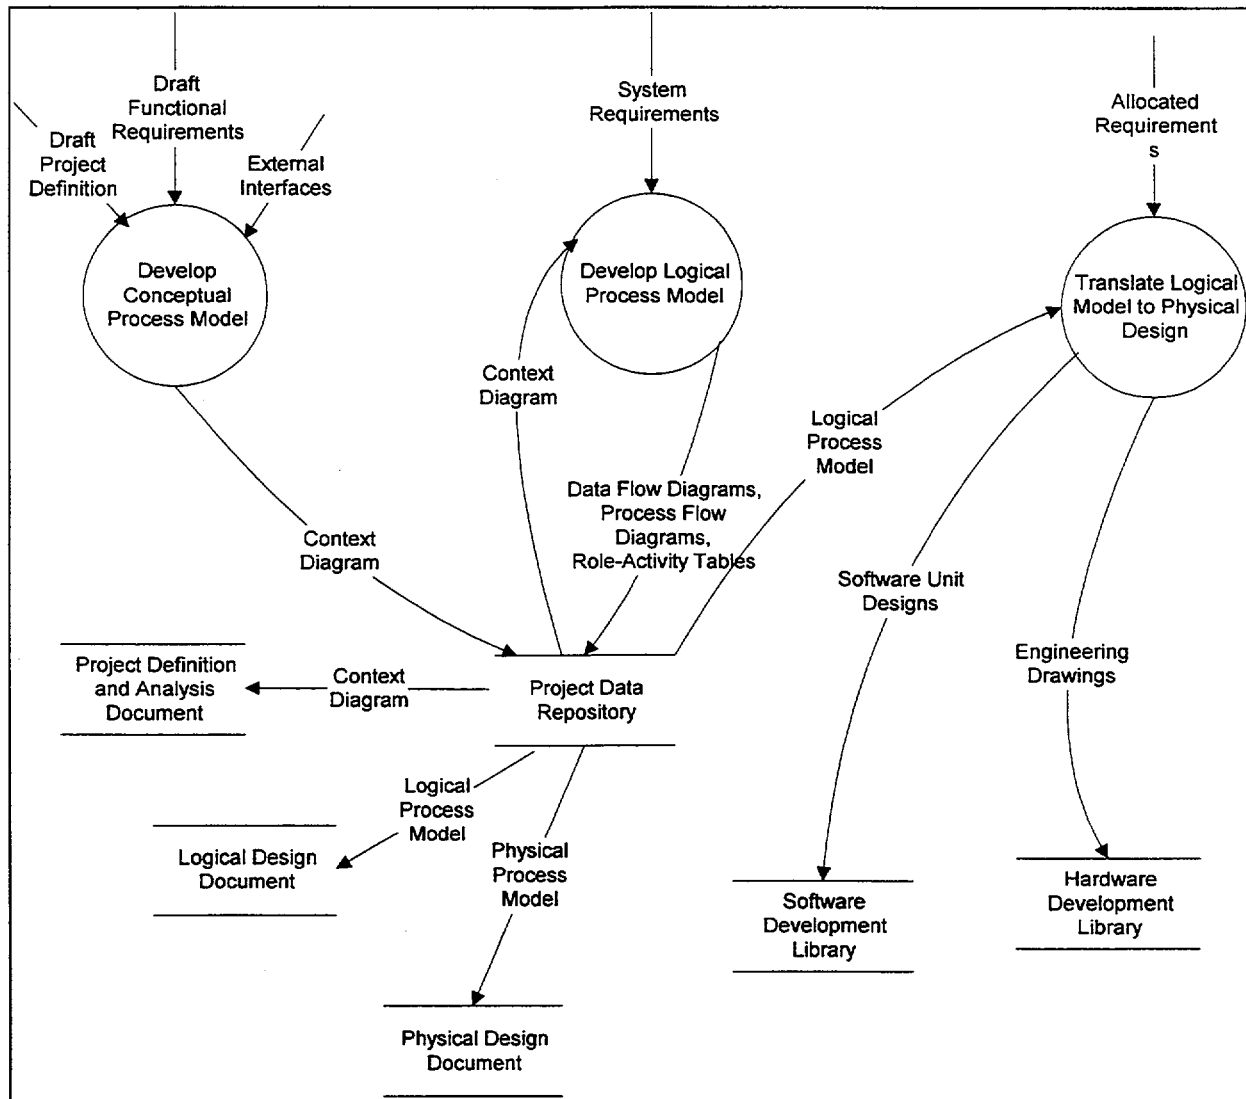 Draft
Functional
Requirements
Draft
Project
Definition
External
Interfaces
Develop
Conceptual
Process Model
System
Requirements
Develop Logical
Process Model
Allocated
Requirement
s
Translate Logical
Model to Physical
Design
Context
Diagram
Logical
Process
Model
Data Flow Diagrams,
Process Flow
Diagrams,
Role-Activity Tables
Context
Diagram
Software Unit
Designs
Engineering
Drawings
Project Definition
and Analysis
Document
Context
Diagram
Project Data
Repository
Logical
Process
Model
Logical Design
Document
Physical
Process
Model
Software
Development
Library
Hardware
Development
Library
Physical Design
Document